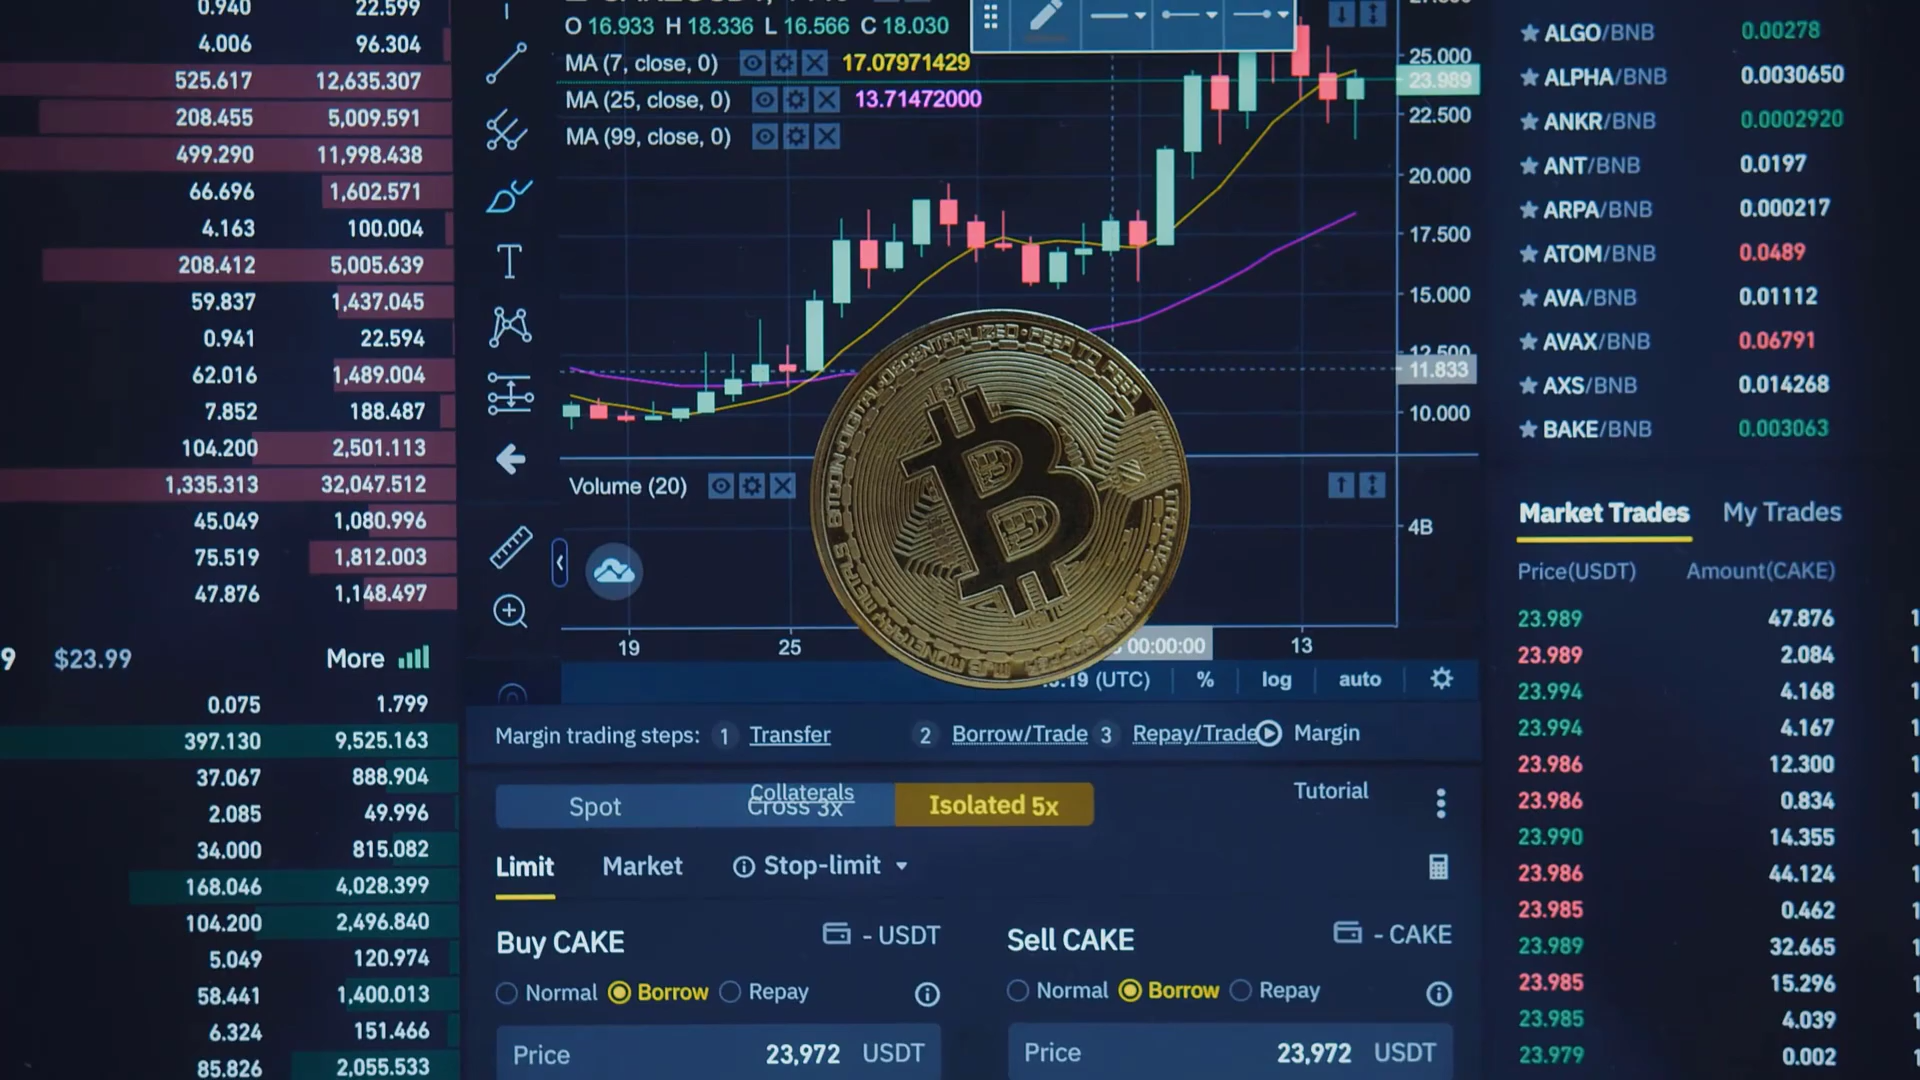 0.940 22.599
4.006 96.304
525.617 12,635.307
208.455 5,009.591
499.290 11,998.438
66.696 1,602.571
4.163 100.004
208.412 5,005.639
59.837 1,437.045
0.941 22.594
62.016 1,489.004
7.852 188.487
104.200 2,501.113
1,335.313 32,047.512
45.049 1,080.996
75.519 1,812.003
47.876 1,148.497
9 $23.99 More
0.075 1.799
397.130 9,525.163
37.067 888.904
2.085 49.996
34.000 815.082
168.046 4,028.399
104.200 2,496.840
5.049 120.974
58.441 1,400.013
6.324 151.466
85.826 2,055.533
O 16.933 H 18.336 L 16.566 C 18.030
MA (7, close, 0) 17.07971429
MA (25, close, 0) 13.71472000
MA (99, close, 0)
25.000
23.989
22.500
20.000
17.500
15.000
12.500
11.833
10.000
Volume (20)
4B
19 25 00:00:00 13
(UTC) % log auto
BITCOIN•DIGITAL•DECENTRALIZED•PEER TO PEER
Margin trading steps: 1 Transfer 2 Borrow/Trade 3 Repay/Trade Margin
Collaterals Tutorial
Spot Cross 3x Isolated 5x
Limit Market Stop-limit
Buy CAKE - USDT
Normal Borrow Repay
Price 23,972 USDT
Sell CAKE - CAKE
Normal Borrow Repay
Price 23,972 USDT
ALGO/BNB 0.00278
ALPHA/BNB 0.0030650
ANKR/BNB 0.0002920
ANT/BNB 0.0197
ARPA/BNB 0.000217
ATOM/BNB 0.0489
AVA/BNB 0.01112
AVAX/BNB 0.06791
AXS/BNB 0.014268
BAKE/BNB 0.003063
Market Trades My Trades
Price(USDT) Amount(CAKE)
23.989 47.876
23.989 2.084
23.994 4.168
23.994 4.167
23.986 12.300
23.986 0.834
23.990 14.355
23.986 44.124
23.985 0.462
23.989 32.665
23.985 15.296
23.985 4.039
23.979 0.002